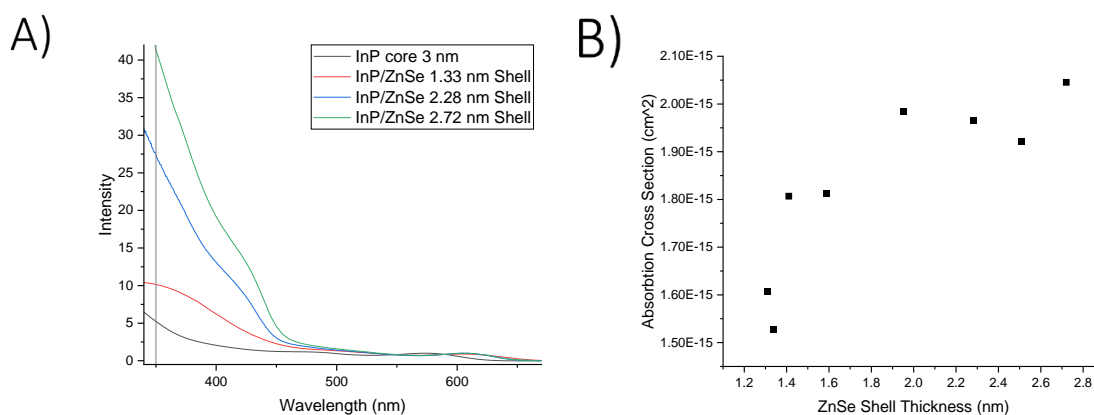 A)
InP core 3 nm
InP/ZnSe 1.33 nm Shell
InP/ZnSe 2.28 nm Shell
InP/ZnSe 2.72 nm Shell
40
35
30
25
20
15
10
5
0
Intensity
400
500
600
Wavelength (nm)
B)
2.10E-15
2.00E-15
1.90E-15
1.80E-15
1.70E-15
1.60E-15
1.50E-15
Absorbtion Cross Section (cm^2)
1.2
1.4
1.6
1.8
2.0
2.2
2.4
2.6
2.8
ZnSe Shell Thickness (nm)